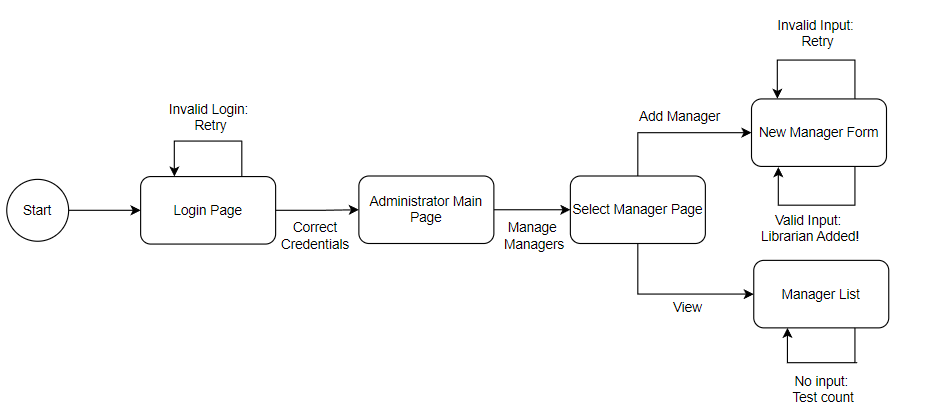 Invalid Input:
Retry
Invalid Login:
Retry
Add Manager
New Manager Form
Start
Login Page
Administrator Main
Page
Select Manager Page
Correct
Credentials
Manage
Managers
Valid Input:
Librarian Added!
Manager List
View
No input:
Test count